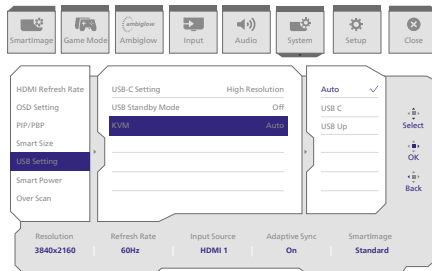 SmartImage Game Mode Ambiglow Input Audio System Setup Close
ambiglow
HDMI Refresh Rate
OSD Setting
PIP/PBP
Smart Size
USB Setting
Smart Power
Over Scan
USB-C Setting High Resolution
USB Standby Mode Off
KVM Auto
Auto
USB C
USB Up
Select
OK
Back
Resolution Refresh Rate Input Source Adaptive Sync SmartImage
3840x2160 60Hz HDMI 1 On Standard